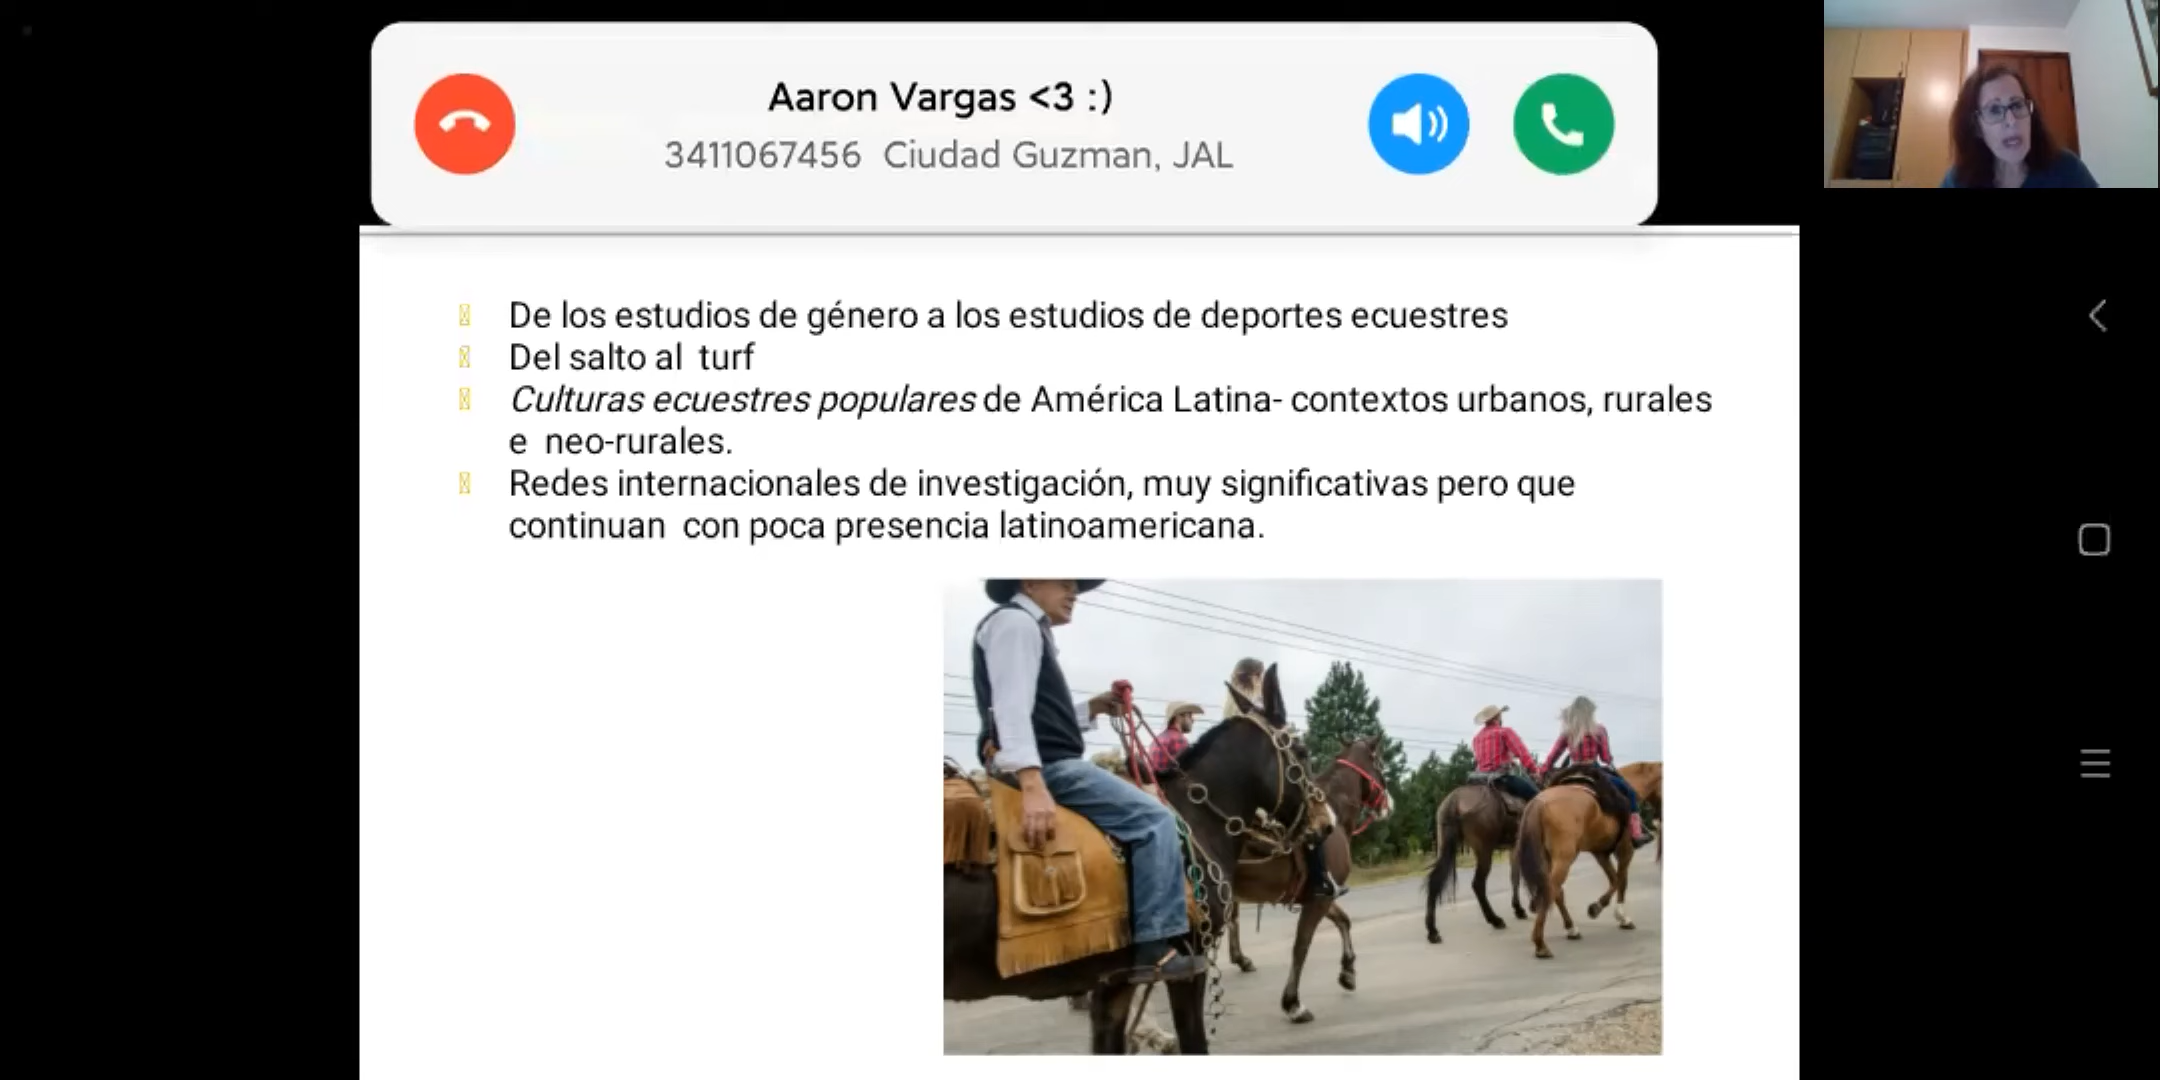 Aaron Vargas <3 :)
3411067456 Ciudad Guzman, JAL
De los estudios de género a los estudios de deportes ecuestres
Del salto al turf
Culturas ecuestres populares de América Latina- contextos urbanos, rurales
e neo-rurales.
Redes internacionales de investigación, muy significativas pero que
continuan con poca presencia latinoamericana.